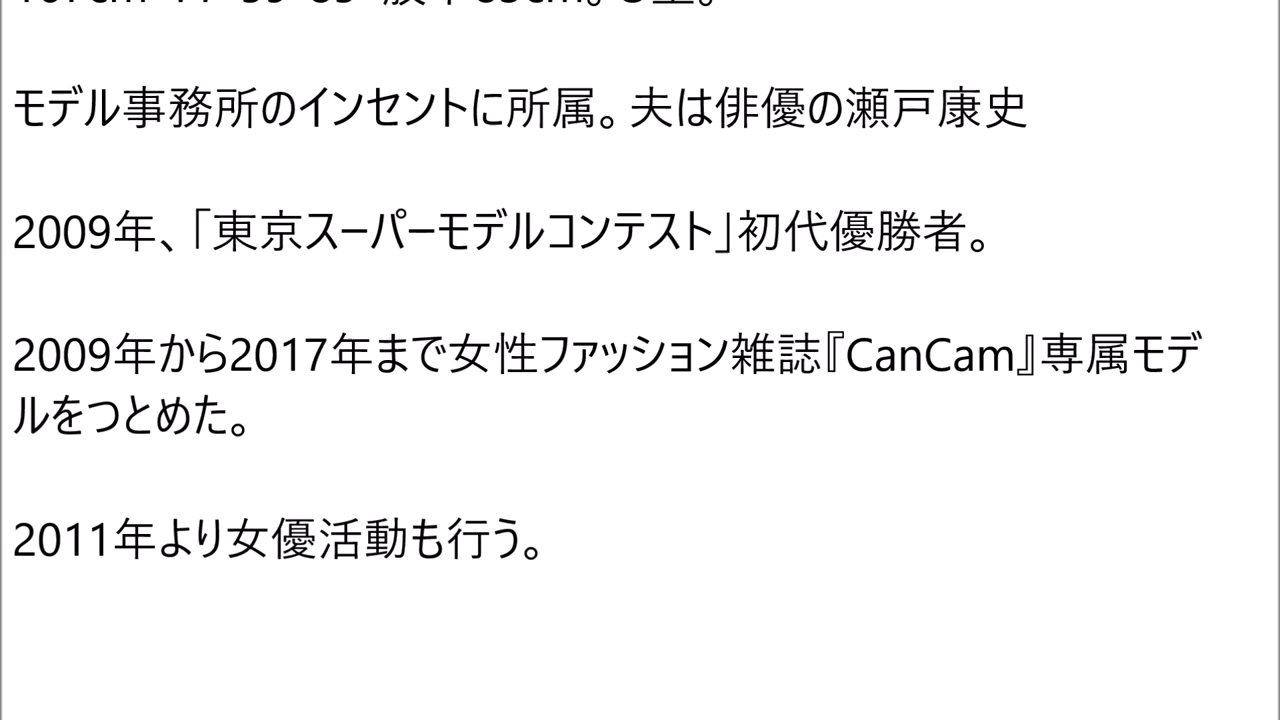 モデル事務所のインセントに所属。夫は俳優の瀬戸康史
2009年、「東京スーパーモデルコンテスト」初代優勝者。
2009年から2017年まで女性ファッション雑誌『CanCam』専属モデ
ルをつとめた。
2011年より女優活動も行う。